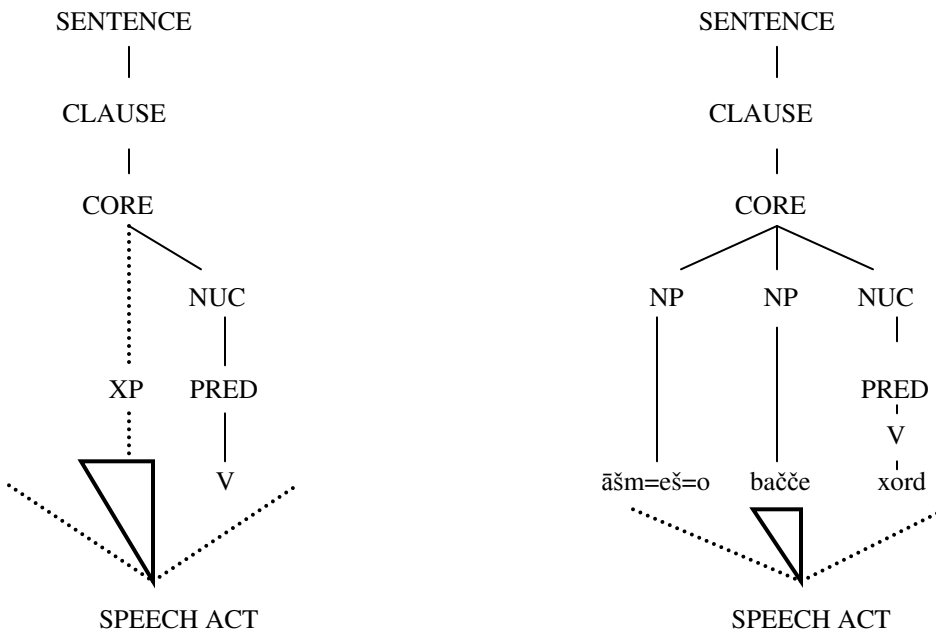 SENTENCE SENTENCE
CLAUSE CLAUSE
CORE CORE
NUC NP NP NUC
XP PRED PRED
V
V āšm=eš=o bačče xord
SPEECH ACT SPEECH ACT